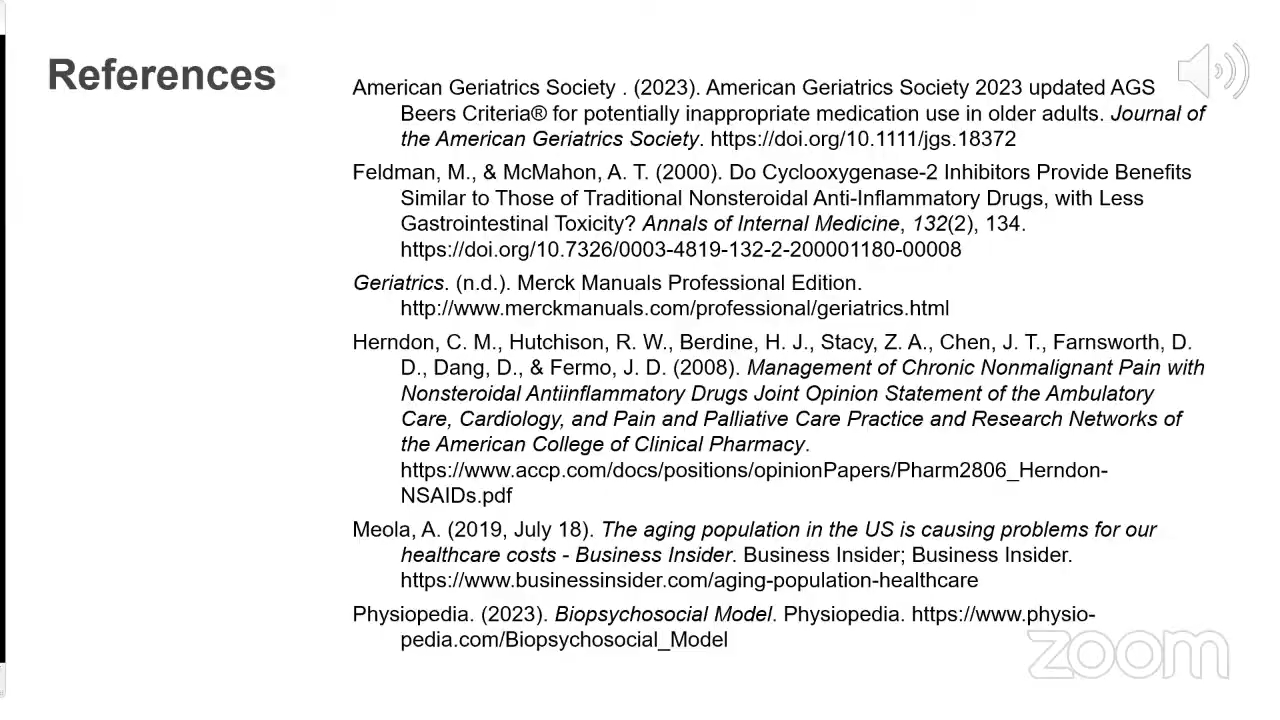 References
American Geriatrics Society . (2023). American Geriatrics Society 2023 updated AGS
Beers Criteria® for potentially inappropriate medication use in older adults. Journal of
the American Geriatrics Society. https://doi.org/10.1111/jgs.18372
Feldman, M., & McMahon, A. T. (2000). Do Cyclooxygenase-2 Inhibitors Provide Benefits
Similar to Those of Traditional Nonsteroidal Anti-Inflammatory Drugs, with Less
Gastrointestinal Toxicity? Annals of Internal Medicine, 132(2), 134.
https://doi.org/10.7326/0003-4819-132-2-200001180-00008
Geriatrics. (n.d.). Merck Manuals Professional Edition.
http://www.merckmanuals.com/professional/geriatrics.html
Herndon, C. M., Hutchison, R. W., Berdine, H. J., Stacy, Z. A., Chen, J. T., Farnsworth, D.
D., Dang, D., & Fermo, J. D. (2008). Management of Chronic Nonmalignant Pain with
Nonsteroidal Antiinflammatory Drugs Joint Opinion Statement of the Ambulatory
Care, Cardiology, and Pain and Palliative Care Practice and Research Networks of
the American College of Clinical Pharmacy.
https://www.accp.com/docs/positions/opinionPapers/Pharm2806_Herndon-
NSAIDs.pdf
Meola, A. (2019, July 18). The aging population in the US is causing problems for our
healthcare costs - Business Insider. Business Insider; Business Insider.
https://www.businessinsider.com/aging-population-healthcare
Physiopedia. (2023). Biopsychosocial Model. Physiopedia. https://www.physio-
pedia.com/Biopsychosocial_Model
zoom